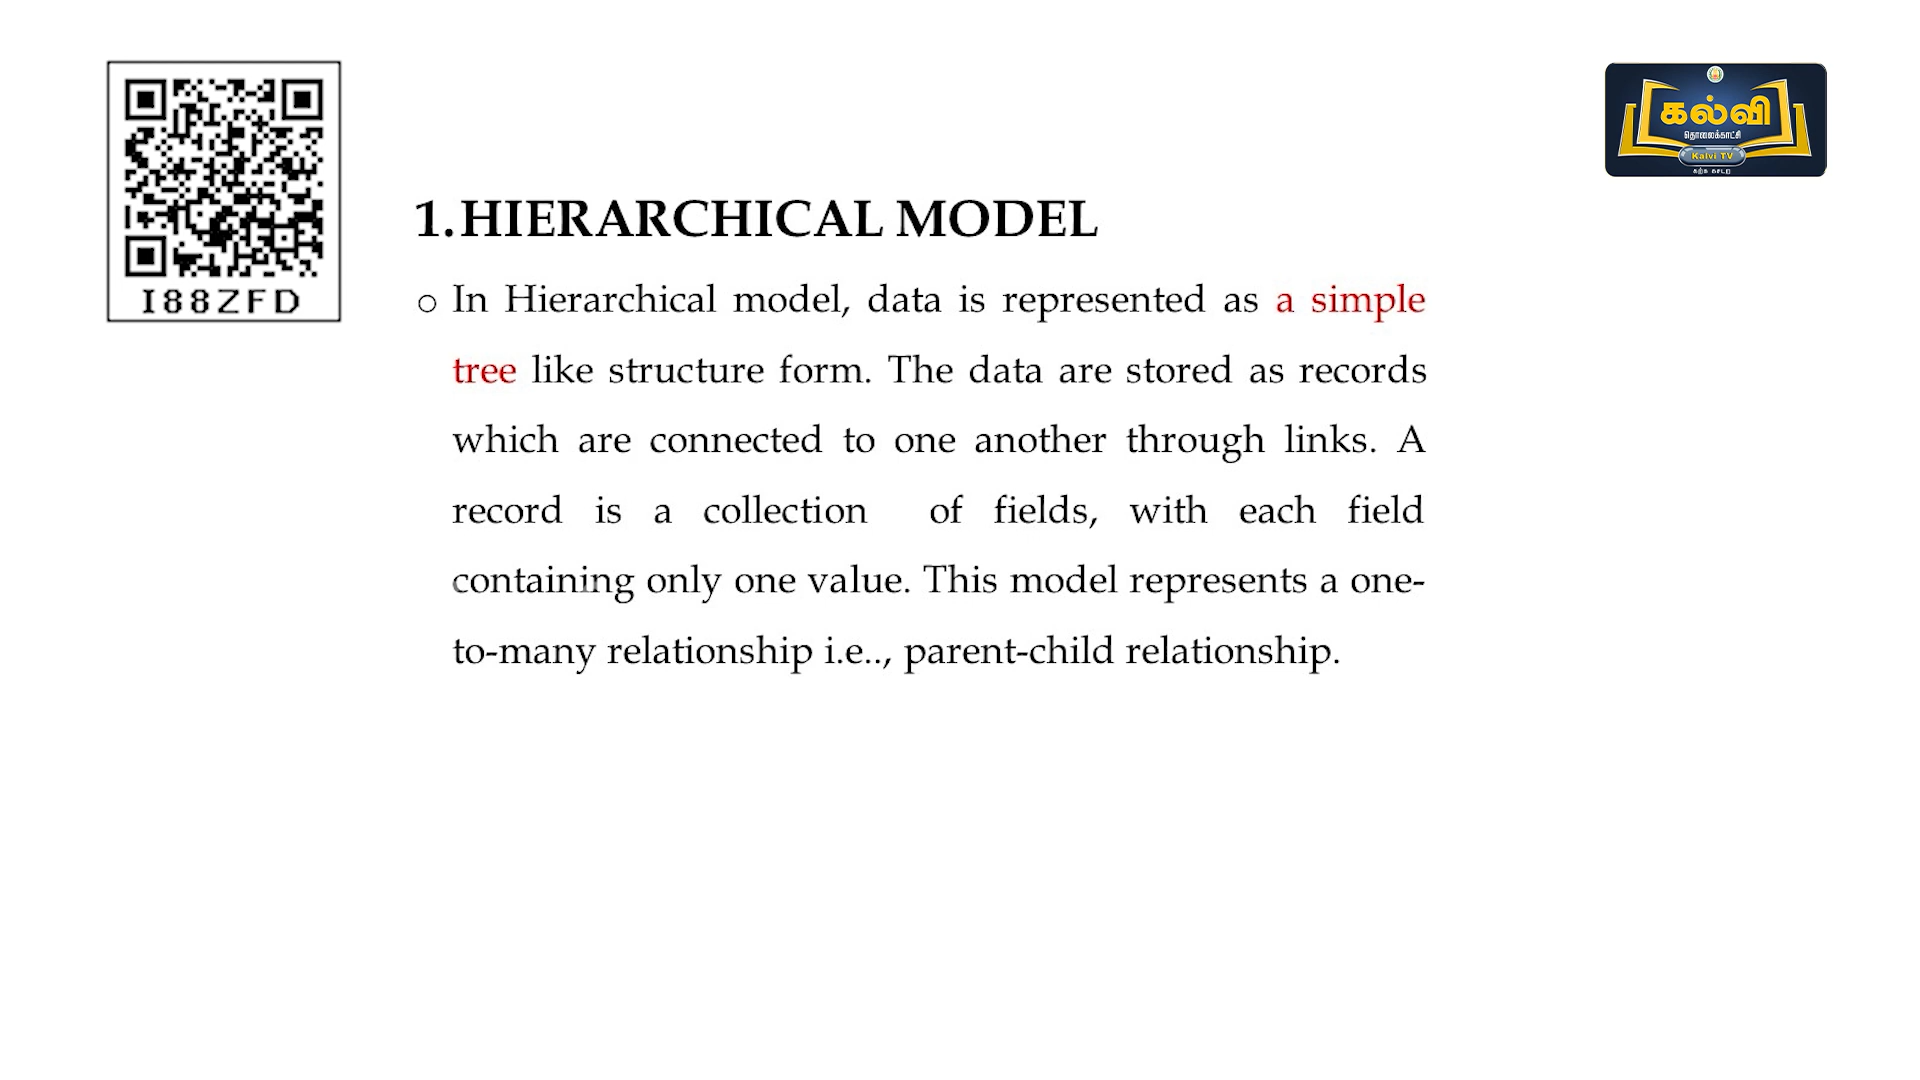 I88ZFD
கல்வி
தொலைக்காட்சி
Kalvi TV
கற்க கசடற
1. HIERARCHICAL MODEL
o In Hierarchical model, data is represented as a simple
tree like structure form. The data are stored as records
which are connected to one another through links. A
record is a collection of fields, with each field
containing only one value. This model represents a one-
to-many relationship i.e.., parent-child relationship.